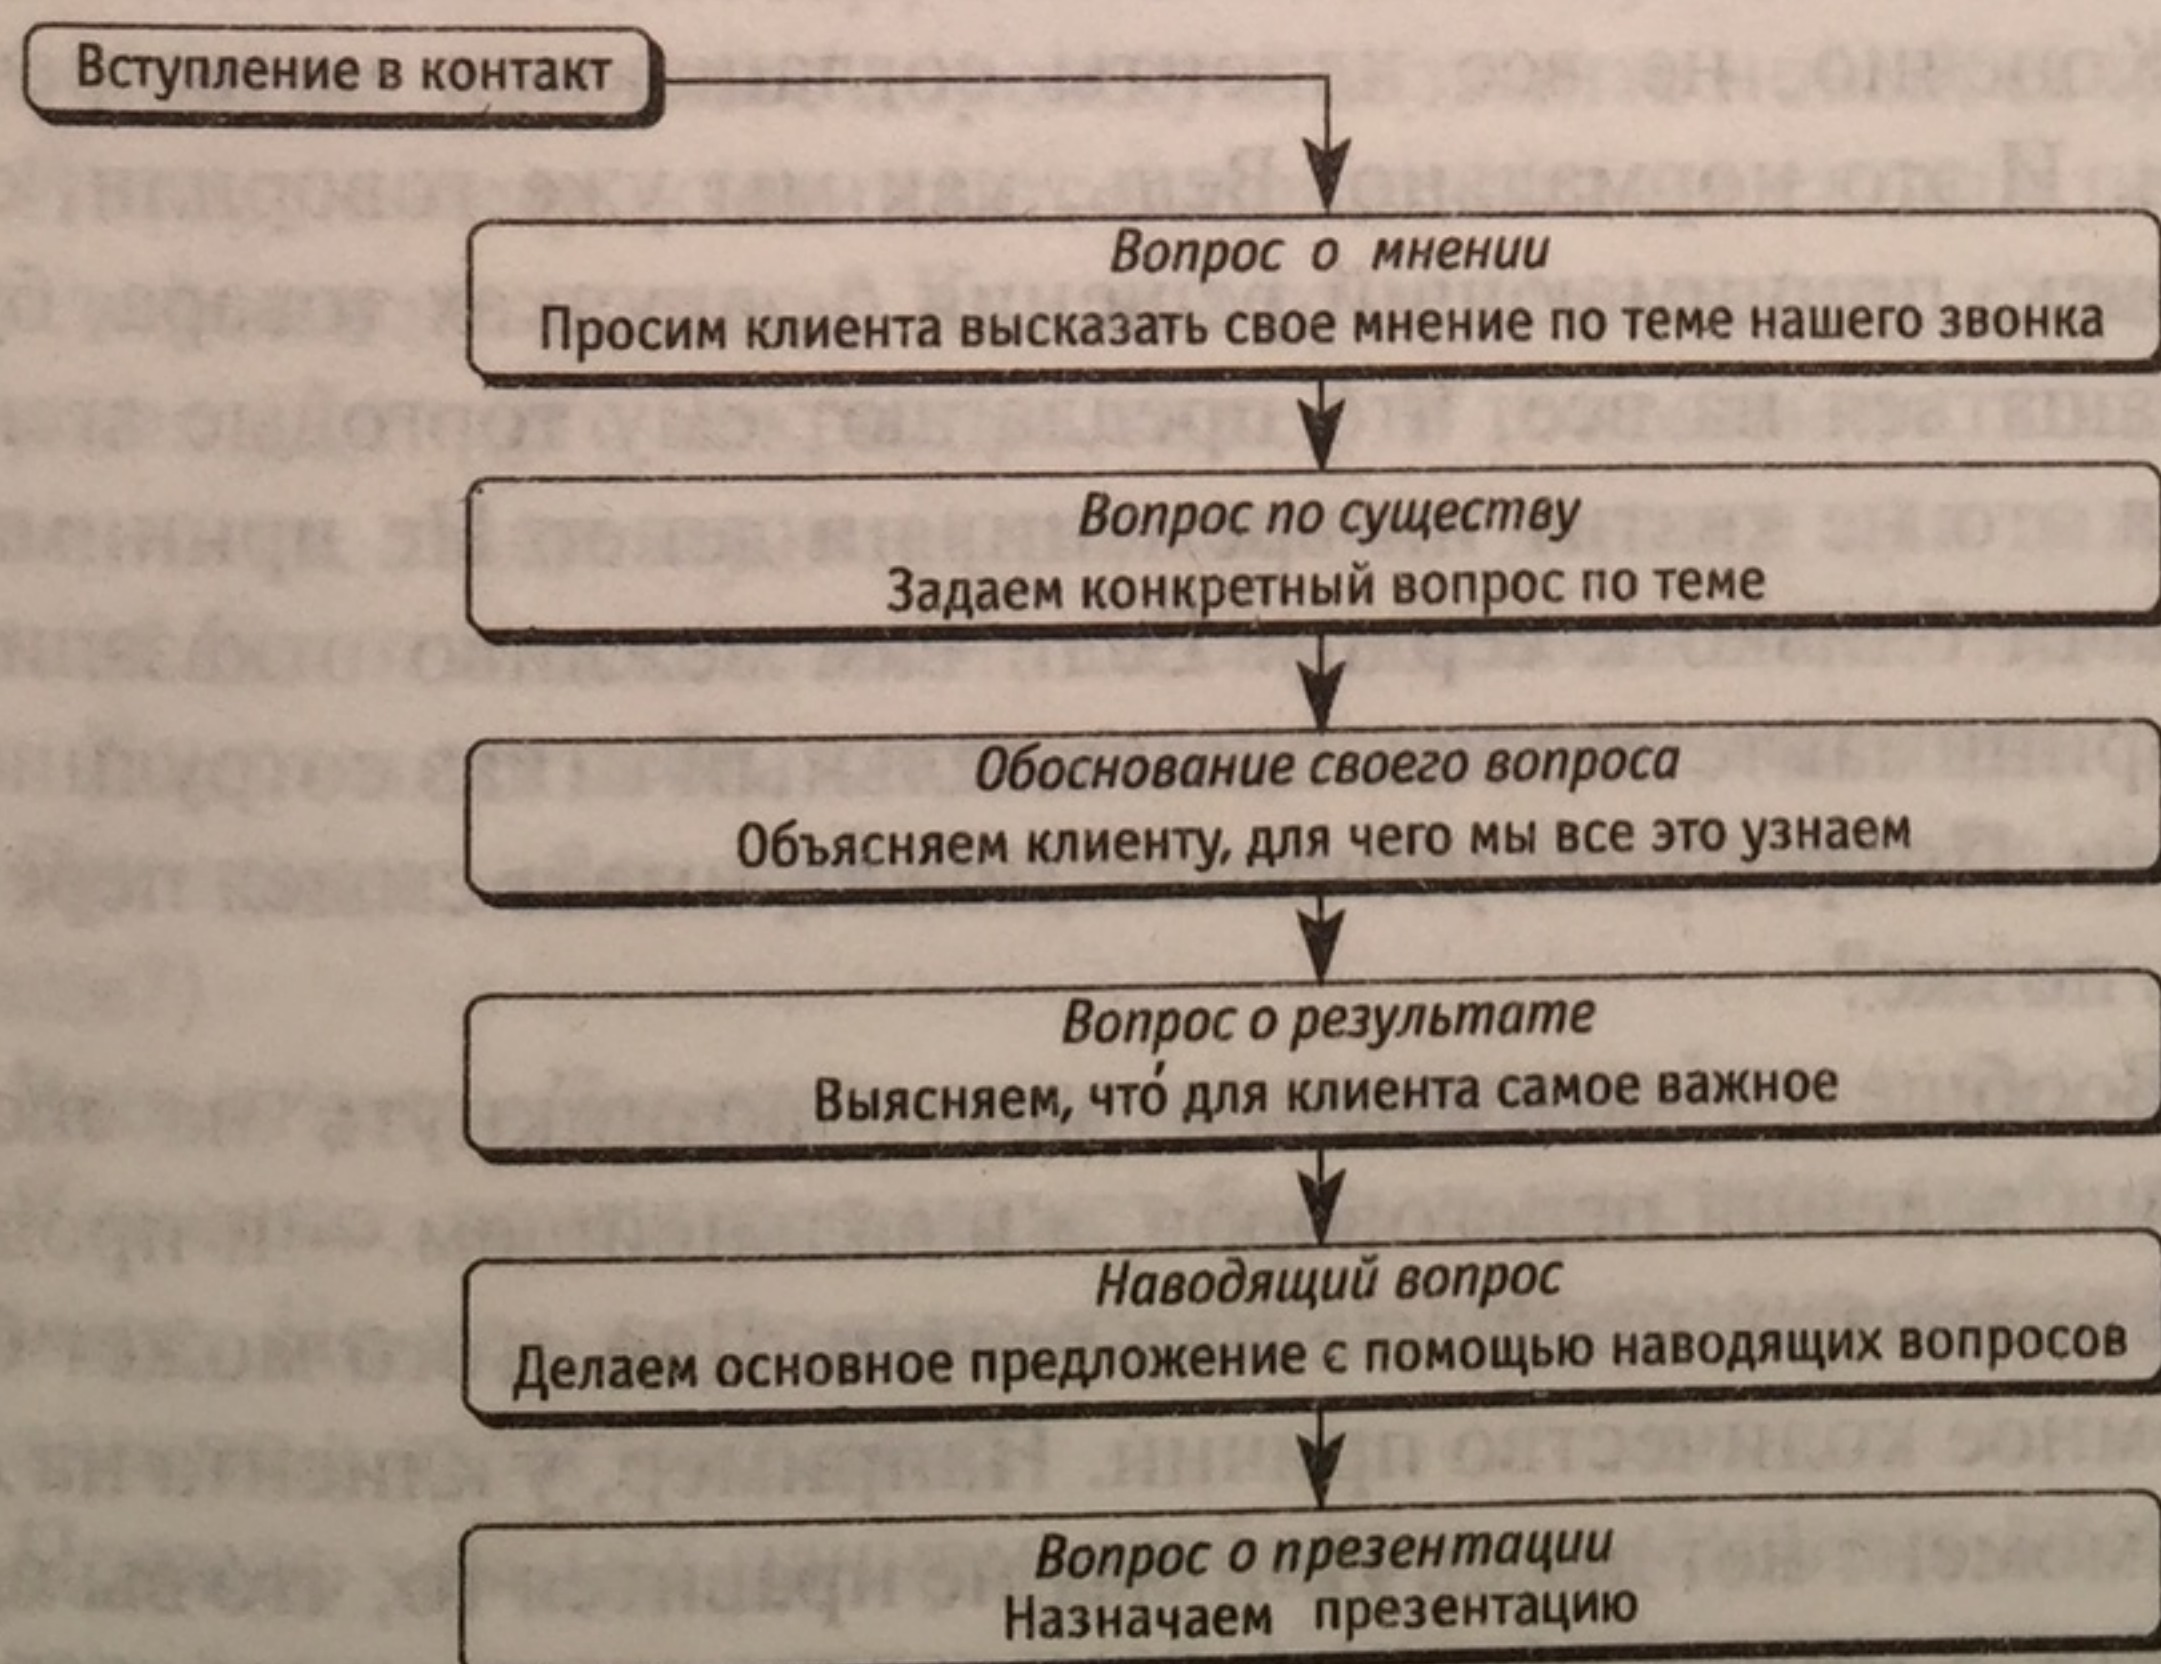 Вступление в контакт
Вопрос о мнении
Просим клиента высказать свое мнение по теме нашего звонка
Вопрос по существу
Задаем конкретный вопрос по теме
Обоснование своего вопроса
Объясняем клиенту, для чего мы все это узнаем
Вопрос о результате
Выясняем, что́ для клиента самое важное
Наводящий вопрос
Делаем основное предложение с помощью наводящих вопросов
Вопрос о презентации
Назначаем презентацию